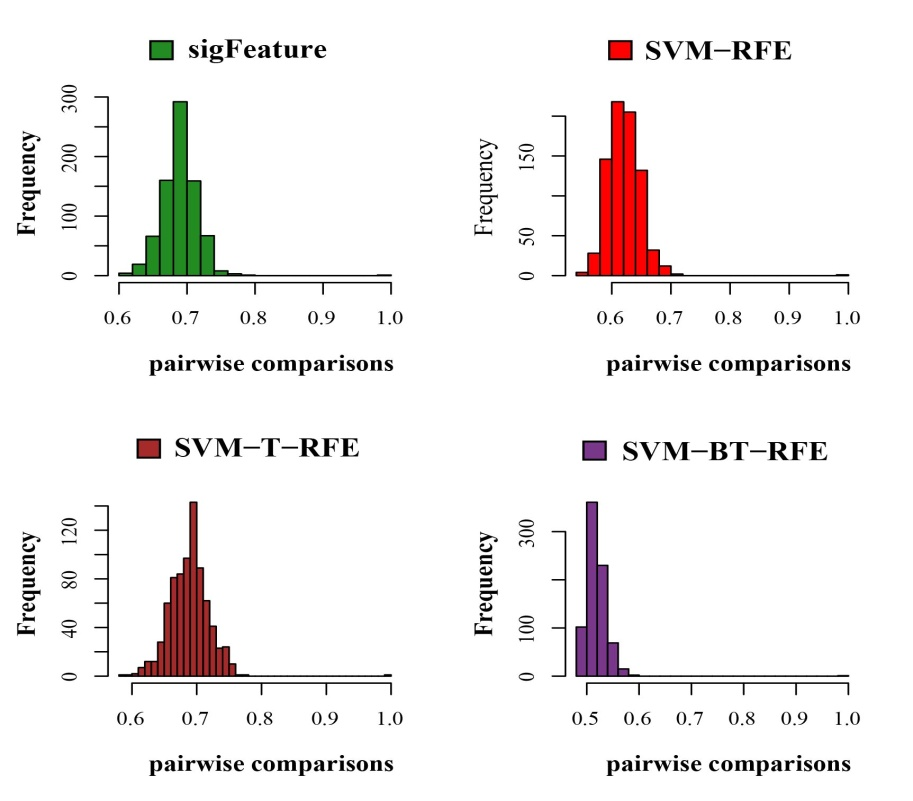 sigFeature
Frequency
0 100 200 300
0.6 0.7 0.8 0.9 1.0
pairwise comparisons
SVM−RFE
Frequency
0 50 150
0.6 0.7 0.8 0.9 1.0
pairwise comparisons
SVM−T−RFE
Frequency
0 40 80 120
0.6 0.7 0.8 0.9 1.0
pairwise comparisons
SVM−BT−RFE
Frequency
0 100 300
0.5 0.6 0.7 0.8 0.9 1.0
pairwise comparisons